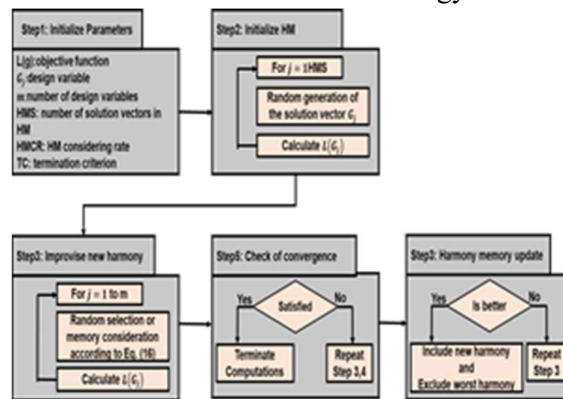 Step1: Initialize Parameters
L(g):objective function
G_j design variable
m:number of design variables
HMS: number of solution vectors in
HM
HMCR: HM considering rate
TC: termination criterion
Step2: Initialize HM
For j = 1HMS
Random generation of
the solution vector G_j
Calculate L(G_j)
Step3: Improvise new harmony
For j = 1 to m
Random selection or
memory consideration
according to Eq. (16)
Calculate L(G_j)
Step5: Check of convergence
Yes
Satisfied
No
Terminate
Computations
Repeat
Step 3,4
Step3: Harmony memory update
Yes
Is better
No
Include new harmony
and
Exclude worst harmony
Repeat
Step 3